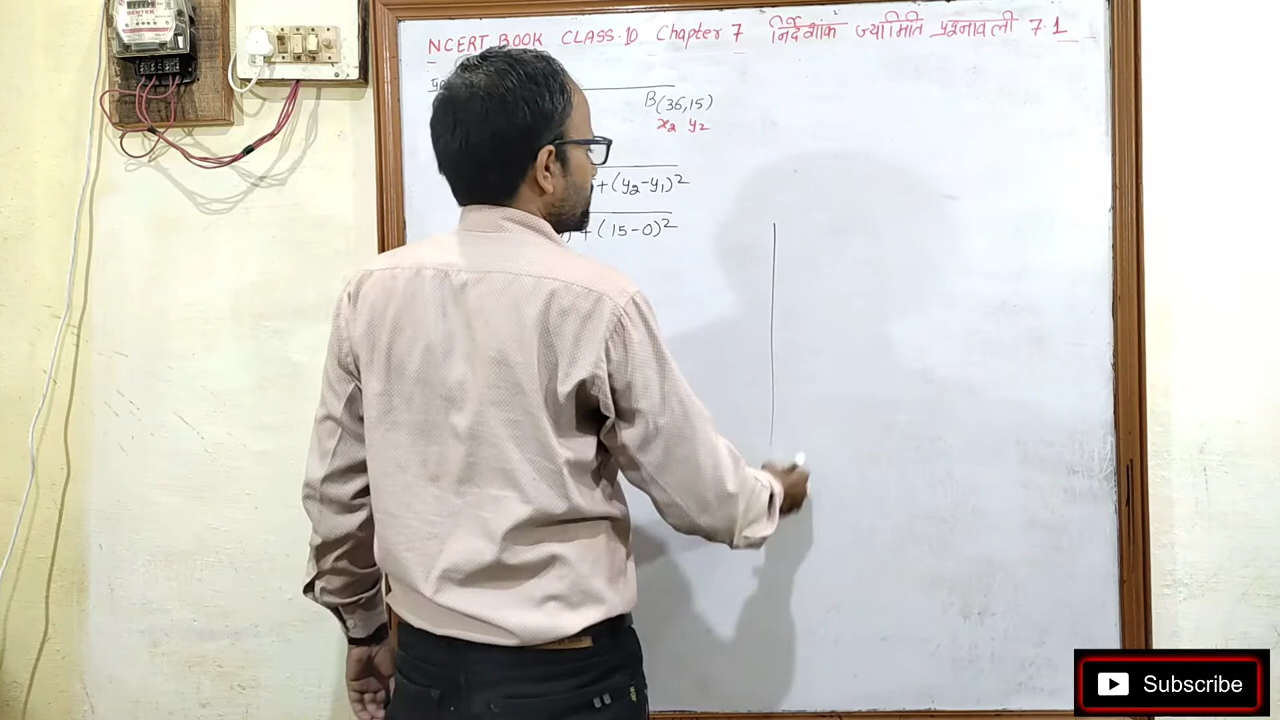 NCERT BOOK CLASS-10 Chapter 7 निर्देशांक ज्यामिति प्रश्नावली 7.1
B(36,15)
x₂ y₂
+(y₂-y₁)²
+(15-0)²
Subscribe